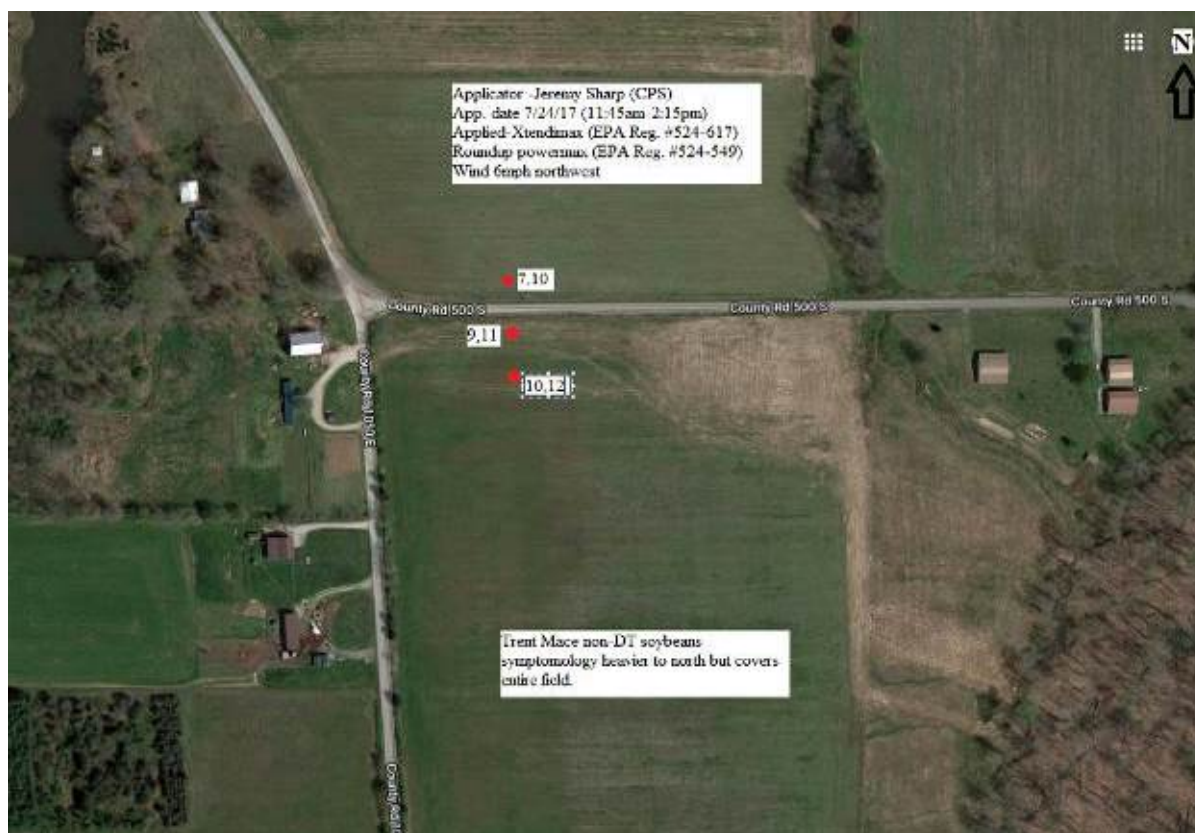 N
Applicator -Jeremy Sharp (CPS)
App. date 7/24/17 (11:45am-2:15pm)
Applied-Xtendimax (EPA Reg. #524-617)
Roundup powermax (EPA Reg. #524-549)
Wind 6mph northwest
7,10
County Rd 500 S
County Rd 500 S
County Rd 500 S
9,11
10,12
Trent Mace non-DT soybeans
symptomology heavier to north but covers
entire field.